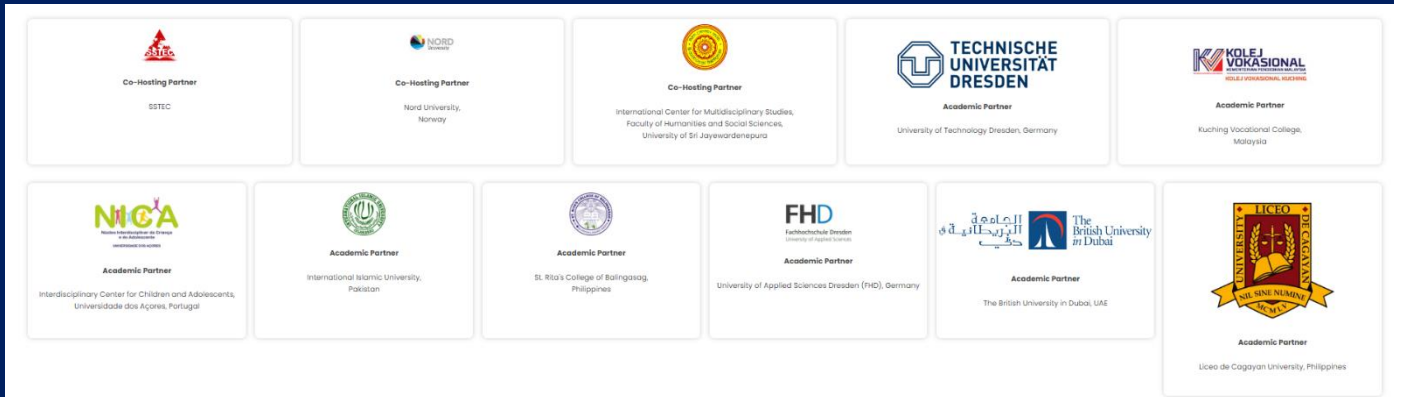 SSTEC
Co-Hosting Partner
SSTEC
NORD
University
Co-Hosting Partner
Nord University,
Norway
Co-Hosting Partner
International Center for Multidisciplinary Studies,
Faculty of Humanities and Social Sciences,
University of Sri Jayewardenepura
TECHNISCHE
UNIVERSITÄT
DRESDEN
Academic Partner
University of Technology Dresden, Germany
KOLEJ
VOKASIONAL
KEMENTERIAN PENDIDIKAN MALAYSIA
KOLEJ VOKASIONAL KUCHING
Academic Partner
Kuching Vocational College,
Malaysia
NICA
Núcleo Interdisciplinar da Criança
e do Adolescente
UNIVERSIDADE DOS AÇORES
Academic Partner
Interdisciplinary Center for Children and Adolescents,
Universidade dos Açores, Portugal
INTERNATIONAL ISLAMIC UNIVERSITY
Academic Partner
International Islamic University,
Pakistan
Academic Partner
St. Rita's College of Balingasag,
Philippines
FHD
Fachhochschule Dresden
University of Applied Sciences
Academic Partner
University of Applied Sciences Dresden (FHD), Germany
الجامعة
البريطانية في
دبي
The
British University
in Dubai
Academic Partner
The British University in Dubai, UAE
LICEO
DE CAGAYAN
UNIVERSITY
NIL SINE NUMINE
MCMLV
Academic Partner
Liceo de Cagayan University, Philippines